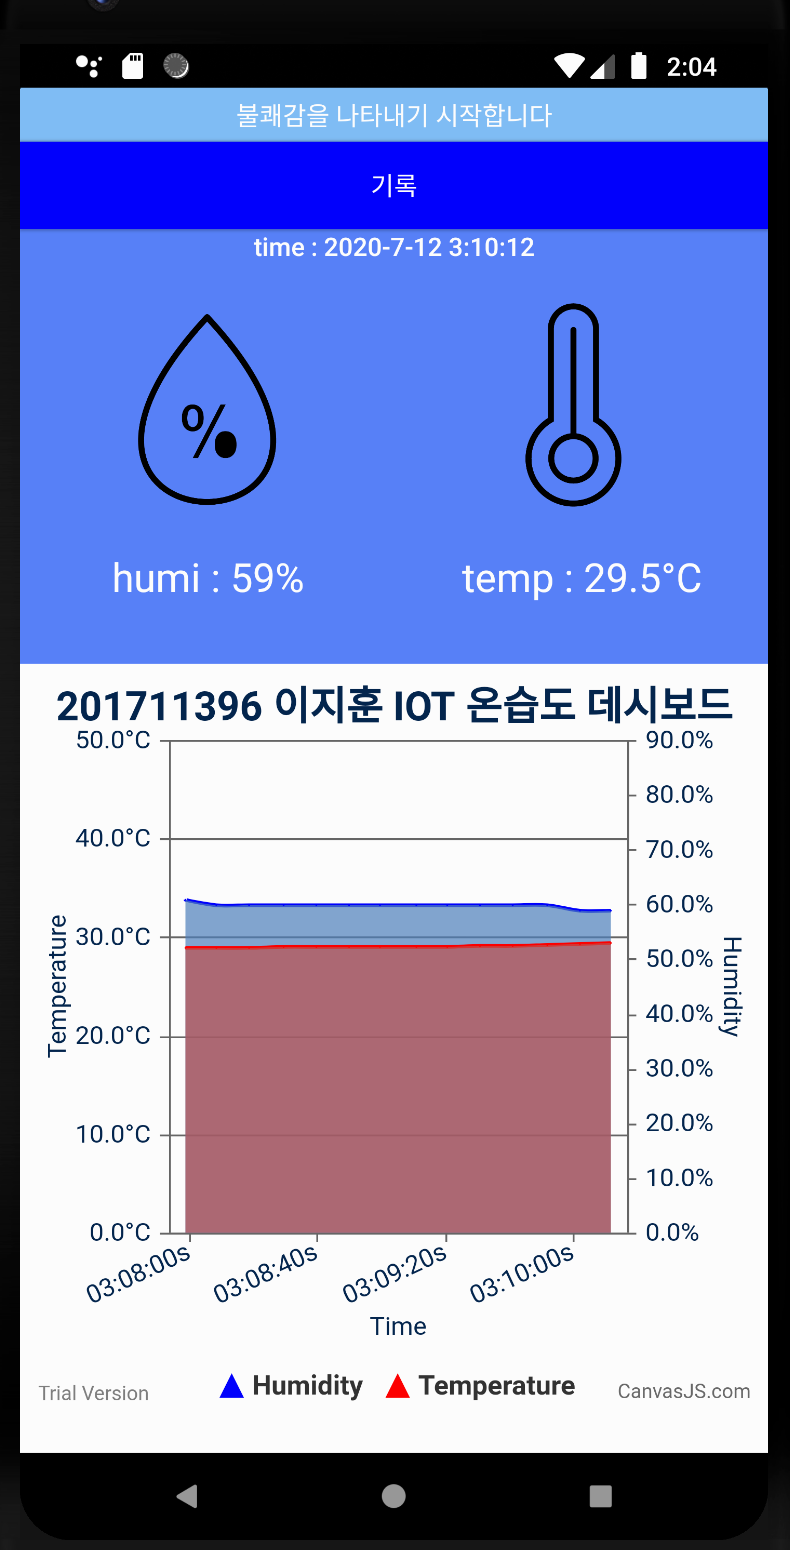 2:04
불쾌감을 나타내기 시작합니다
기록
time : 2020-7-12 3:10:12
%
humi : 59%
temp : 29.5°C
201711396 이지훈 IOT 온습도 데시보드
50.0°C
40.0°C
30.0°C
20.0°C
10.0°C
0.0°C
Temperature
90.0%
80.0%
70.0%
60.0%
50.0%
40.0%
30.0%
20.0%
10.0%
0.0%
Humidity
03:08:00s
03:08:40s
03:09:20s
03:10:00s
Time
Trial Version
Humidity
Temperature
CanvasJS.com